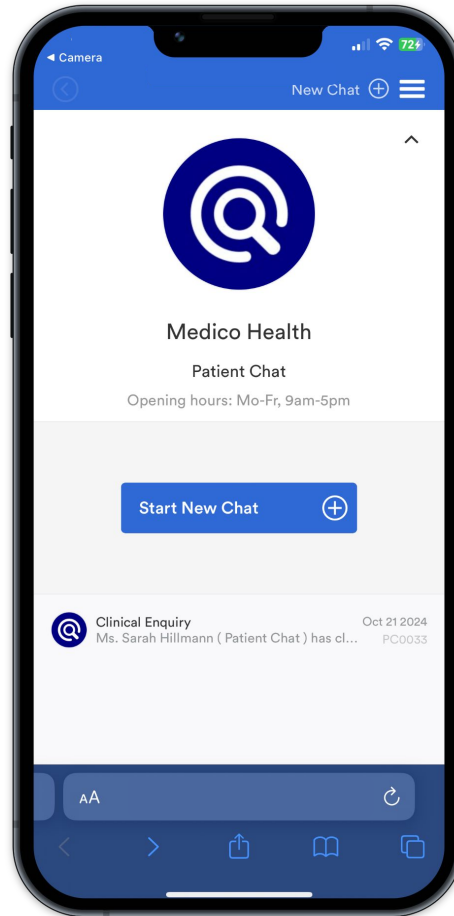 ◄ Camera
72
New Chat
Medico Health
Patient Chat
Opening hours: Mo-Fr, 9am-5pm
Start New Chat
Clinical Enquiry
Oct 21 2024
Ms. Sarah Hillmann ( Patient Chat ) has cl...
PC0033
AA